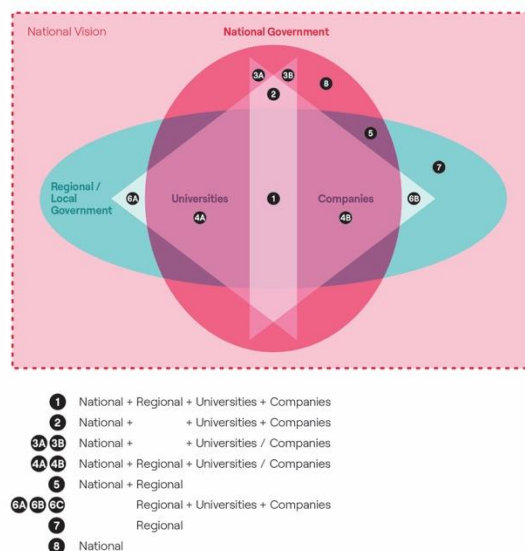 National Vision
National Government
3A 3B
8
2
5
7
Regional /
Local
Government
6A
Universities
1
Companies
6B
4A
4B
1 National + Regional + Universities + Companies
2 National + + Universities + Companies
3A 3B National + + Universities / Companies
4A 4B National + Regional + Universities / Companies
5 National + Regional
6A 6B 6C Regional + Universities + Companies
7 Regional
8 National